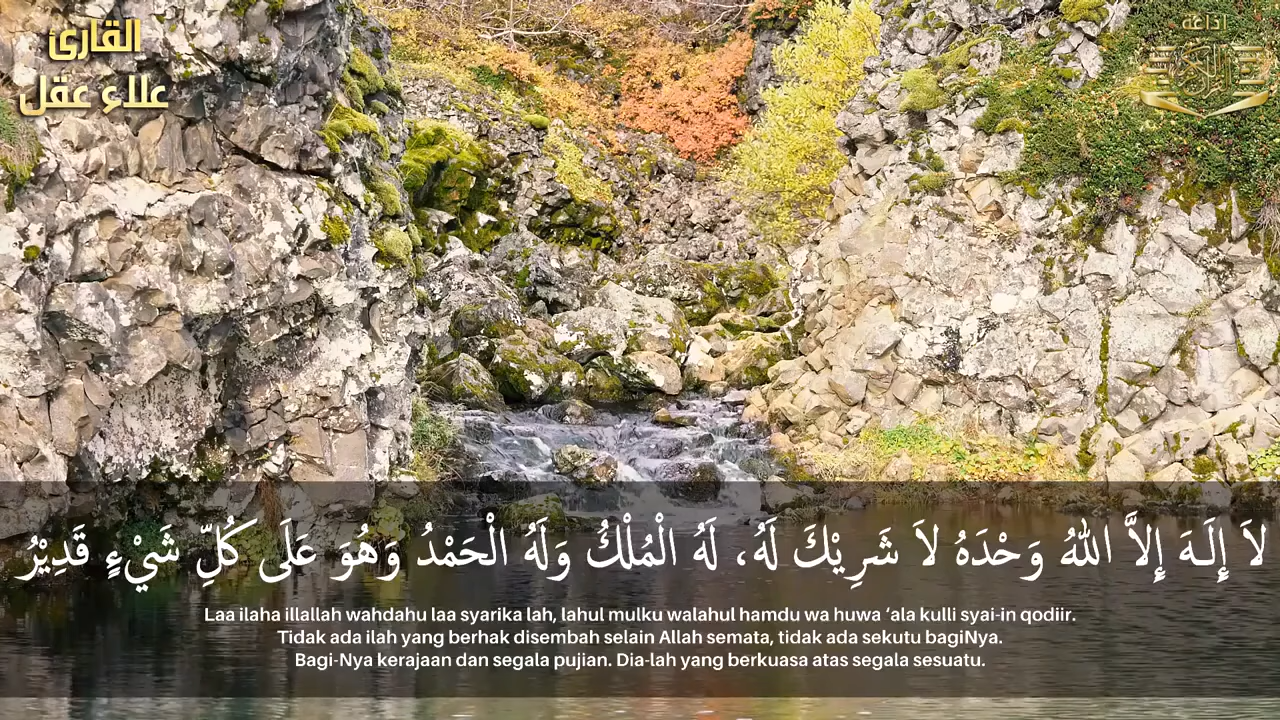 القارئ
علاء عقل
إذاعة
لاَ إِلَـهَ إِلاَّ اللهُ وَحْدَهُ لاَ شَرِيْكَ لَهُ، لَهُ الْمُلْكُ وَلَهُ الْحَمْدُ وَهُوَ عَلَى كُلِّ شَيْءٍ قَدِيْرُ
Laa ilaha illallah wahdahu laa syarika lah, lahul mulku walahul hamdu wa huwa ‘ala kulli syai-in qodiir.
Tidak ada ilah yang berhak disembah selain Allah semata, tidak ada sekutu bagiNya.
Bagi-Nya kerajaan dan segala pujian. Dia-lah yang berkuasa atas segala sesuatu.